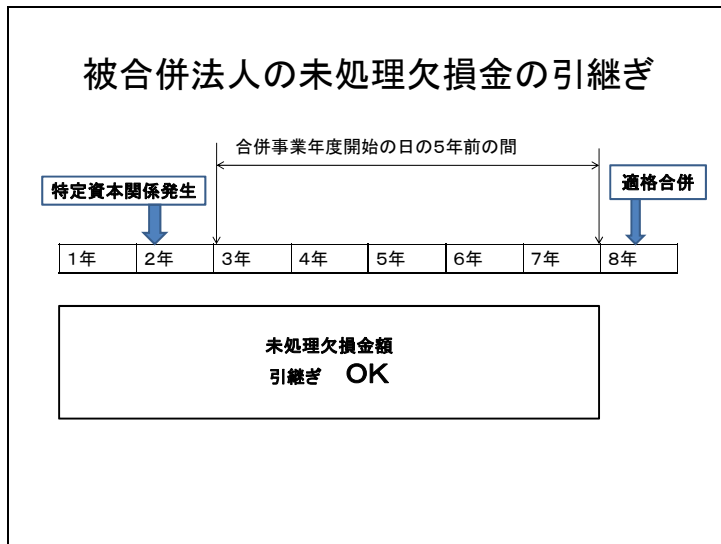 被合併法人の未処理欠損金の引継ぎ
合併事業年度開始の日の5年前の間
特定資本関係発生
適格合併
1年 2年 3年 4年 5年 6年 7年 8年
未処理欠損金額
引継ぎ OK